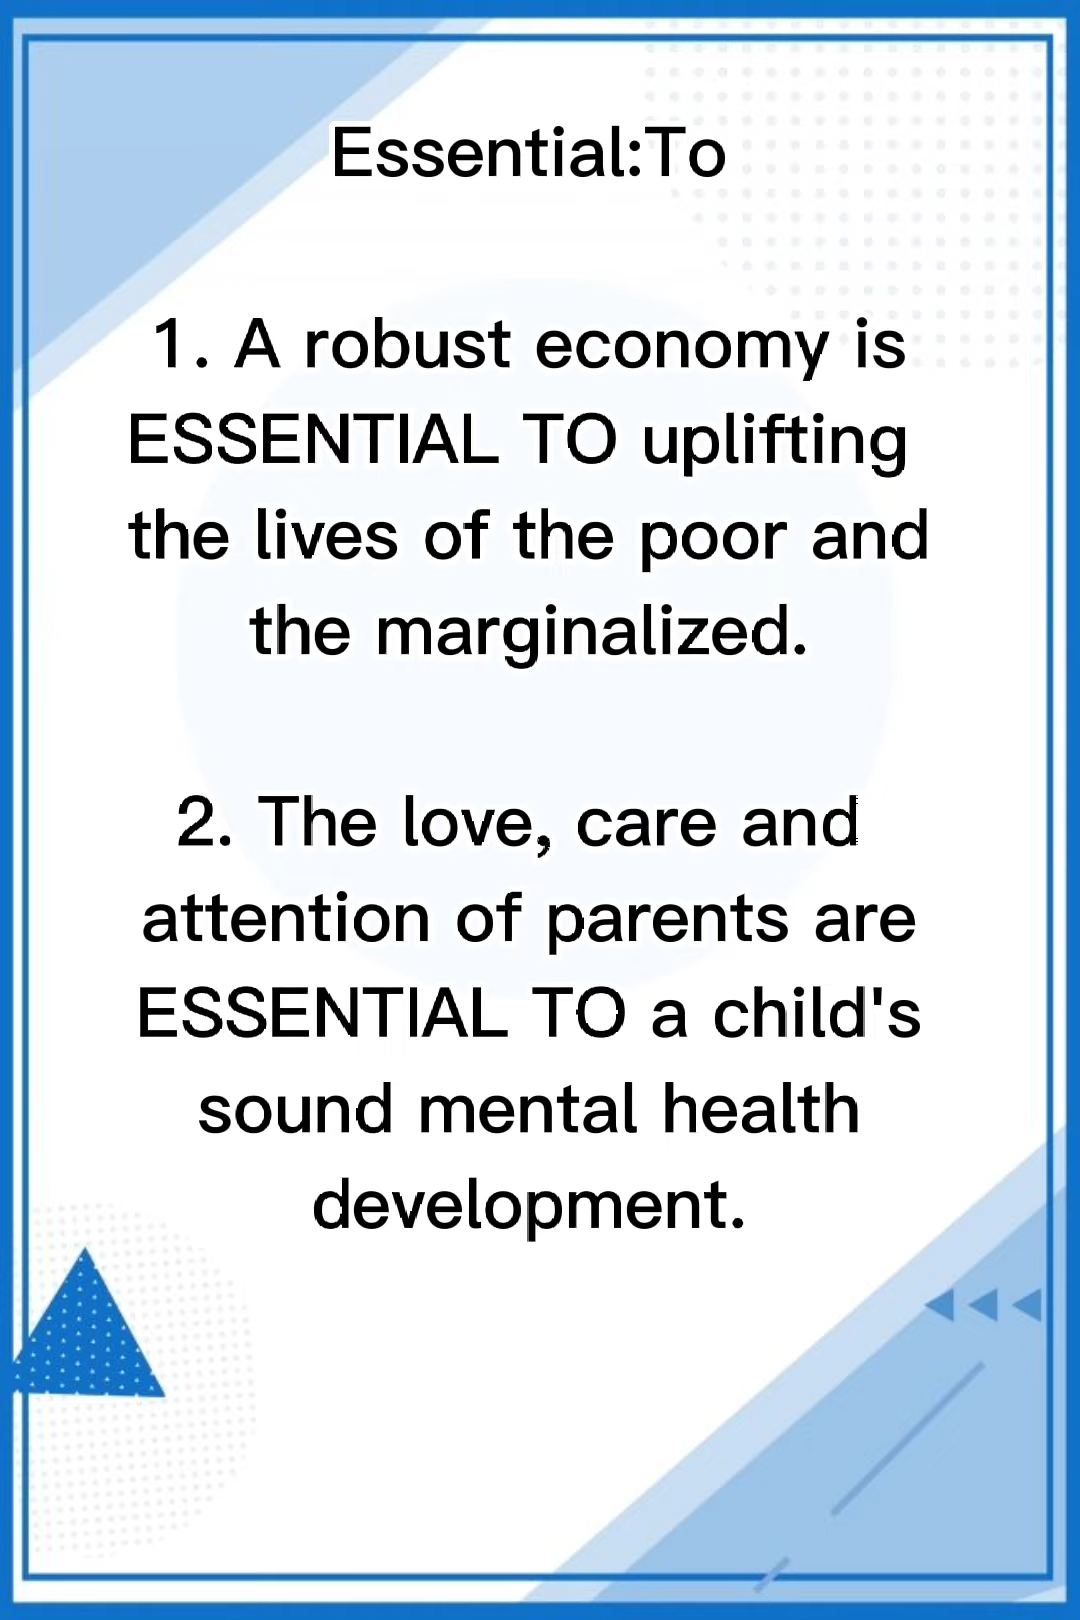 Essential:To
1. A robust economy is
ESSENTIAL TO uplifting
the lives of the poor and
the marginalized.
2. The love, care and
attention of parents are
ESSENTIAL TO a child's
sound mental health
development.